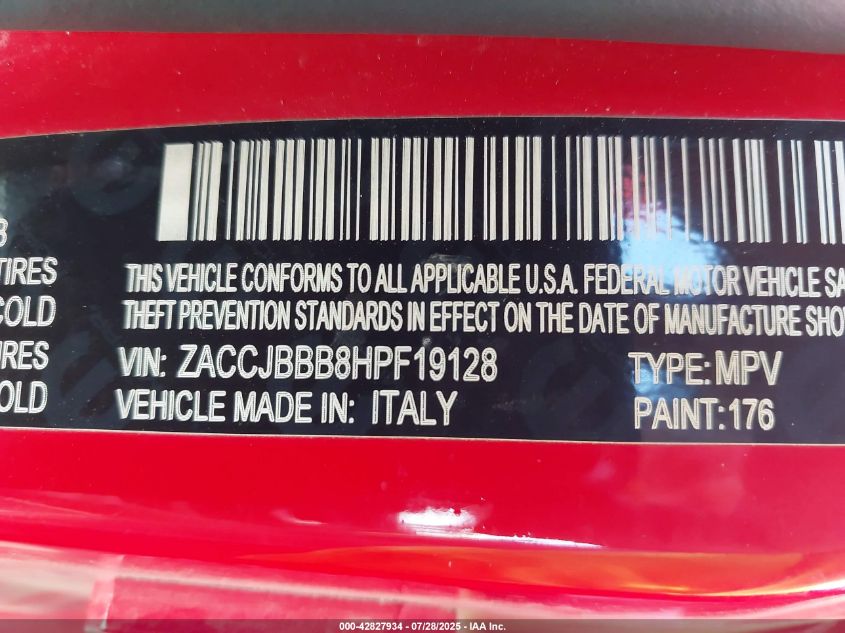 TIRES
COLD
THIS VEHICLE CONFORMS TO ALL APPLICABLE U.S.A. FEDERAL MOTOR VEHICLE SA
THEFT PREVENTION STANDARDS IN EFFECT ON THE DATE OF MANUFACTURE SHO
URES
VIN: ZACCJBBB8HPF19128 TYPE: MPV
OLD
VEHICLE MADE IN: ITALY PAINT: 176
000-42827934 - 07/28/2025 - IAA Inc.